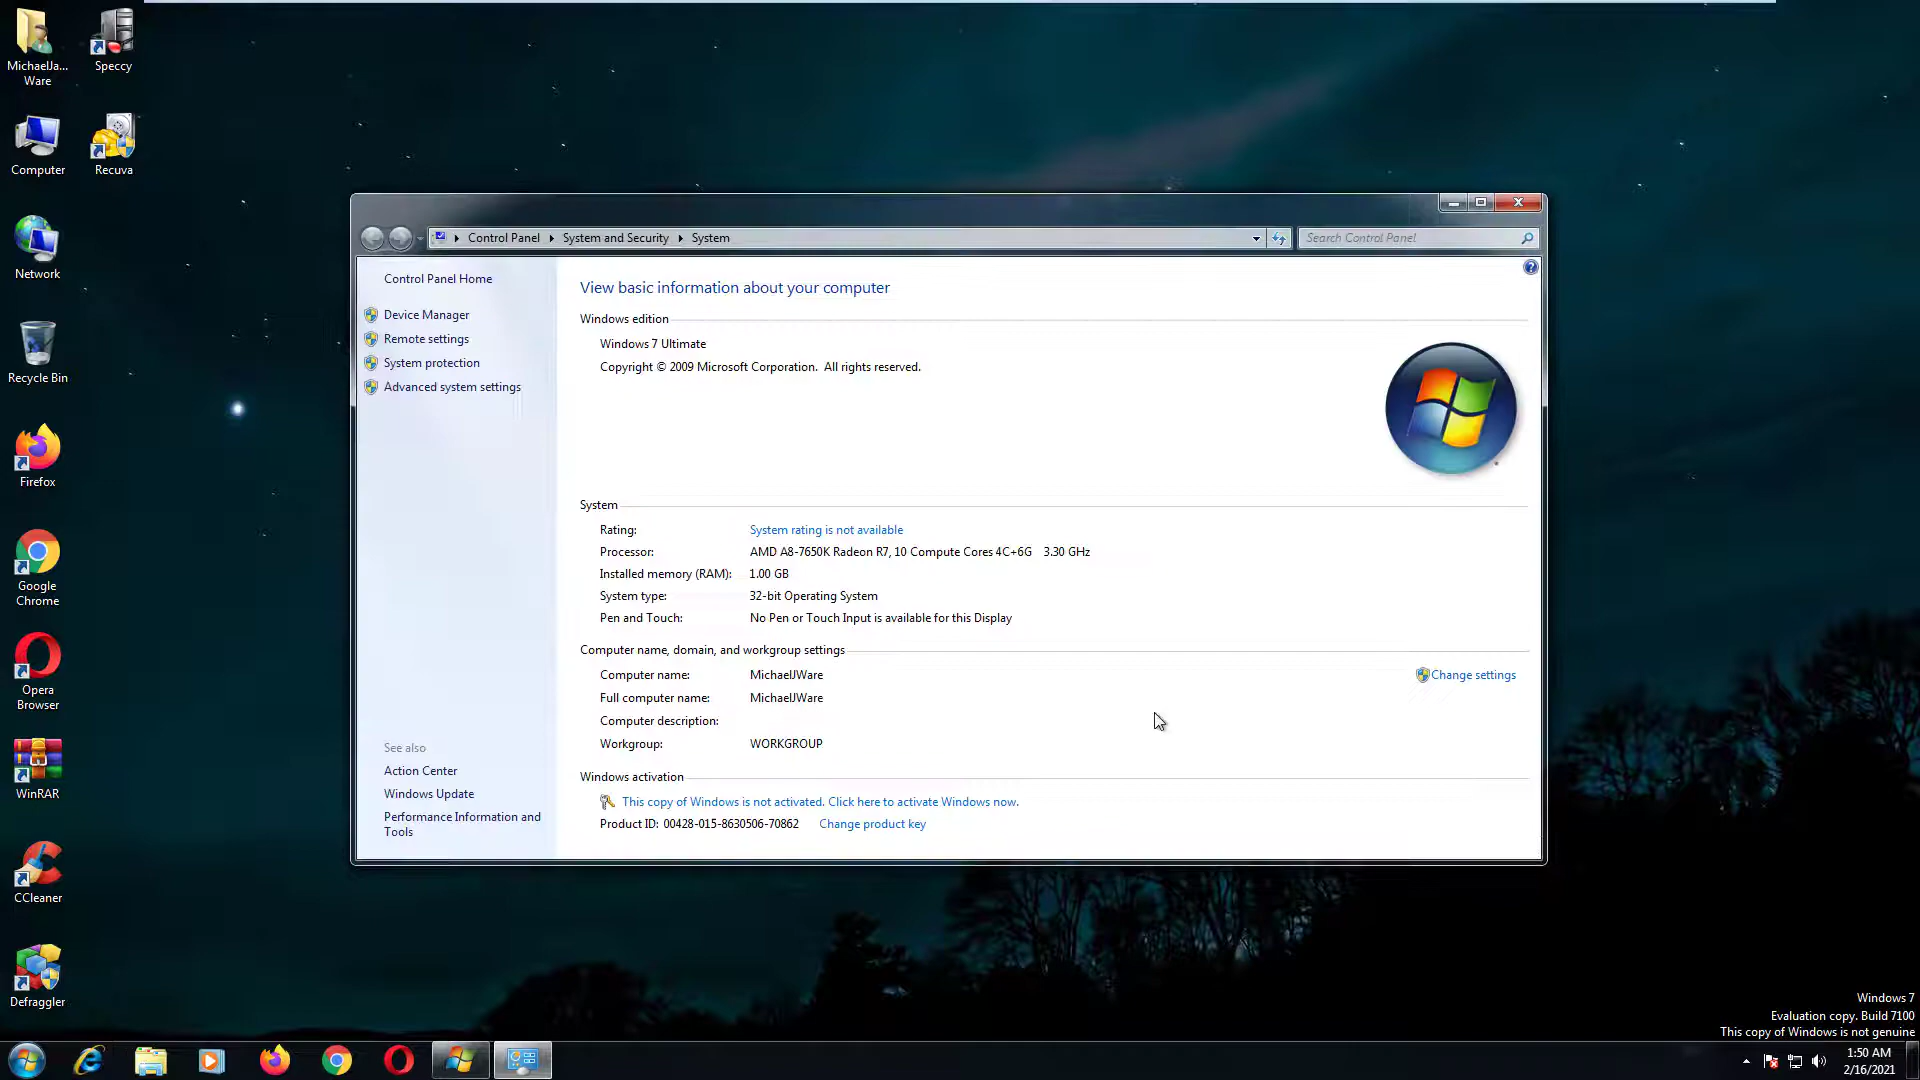 MichaelJa...
Ware
Speccy
Computer
Recuva
Network
Recycle Bin
Firefox
Google
Chrome
Opera
Browser
WinRAR
CCleaner
Defraggler
Control Panel
System and Security
System
Search Control Panel
Control Panel Home
Device Manager
Remote settings
System protection
Advanced system settings
See also
Action Center
Windows Update
Performance Information and
Tools
View basic information about your computer
Windows edition
Windows 7 Ultimate
Copyright © 2009 Microsoft Corporation. All rights reserved.
System
Rating: System rating is not available
Processor: AMD A8-7650K Radeon R7, 10 Compute Cores 4C+6G 3.30 GHz
Installed memory (RAM): 1.00 GB
System type: 32-bit Operating System
Pen and Touch: No Pen or Touch Input is available for this Display
Computer name, domain, and workgroup settings
Computer name: MichaelJWare
Change settings
Full computer name: MichaelJWare
Computer description:
Workgroup: WORKGROUP
Windows activation
This copy of Windows is not activated. Click here to activate Windows now.
Product ID: 00428-015-8630506-70862 Change product key
Windows 7
Evaluation copy. Build 7100
This copy of Windows is not genuine
1:50 AM
2/16/2021